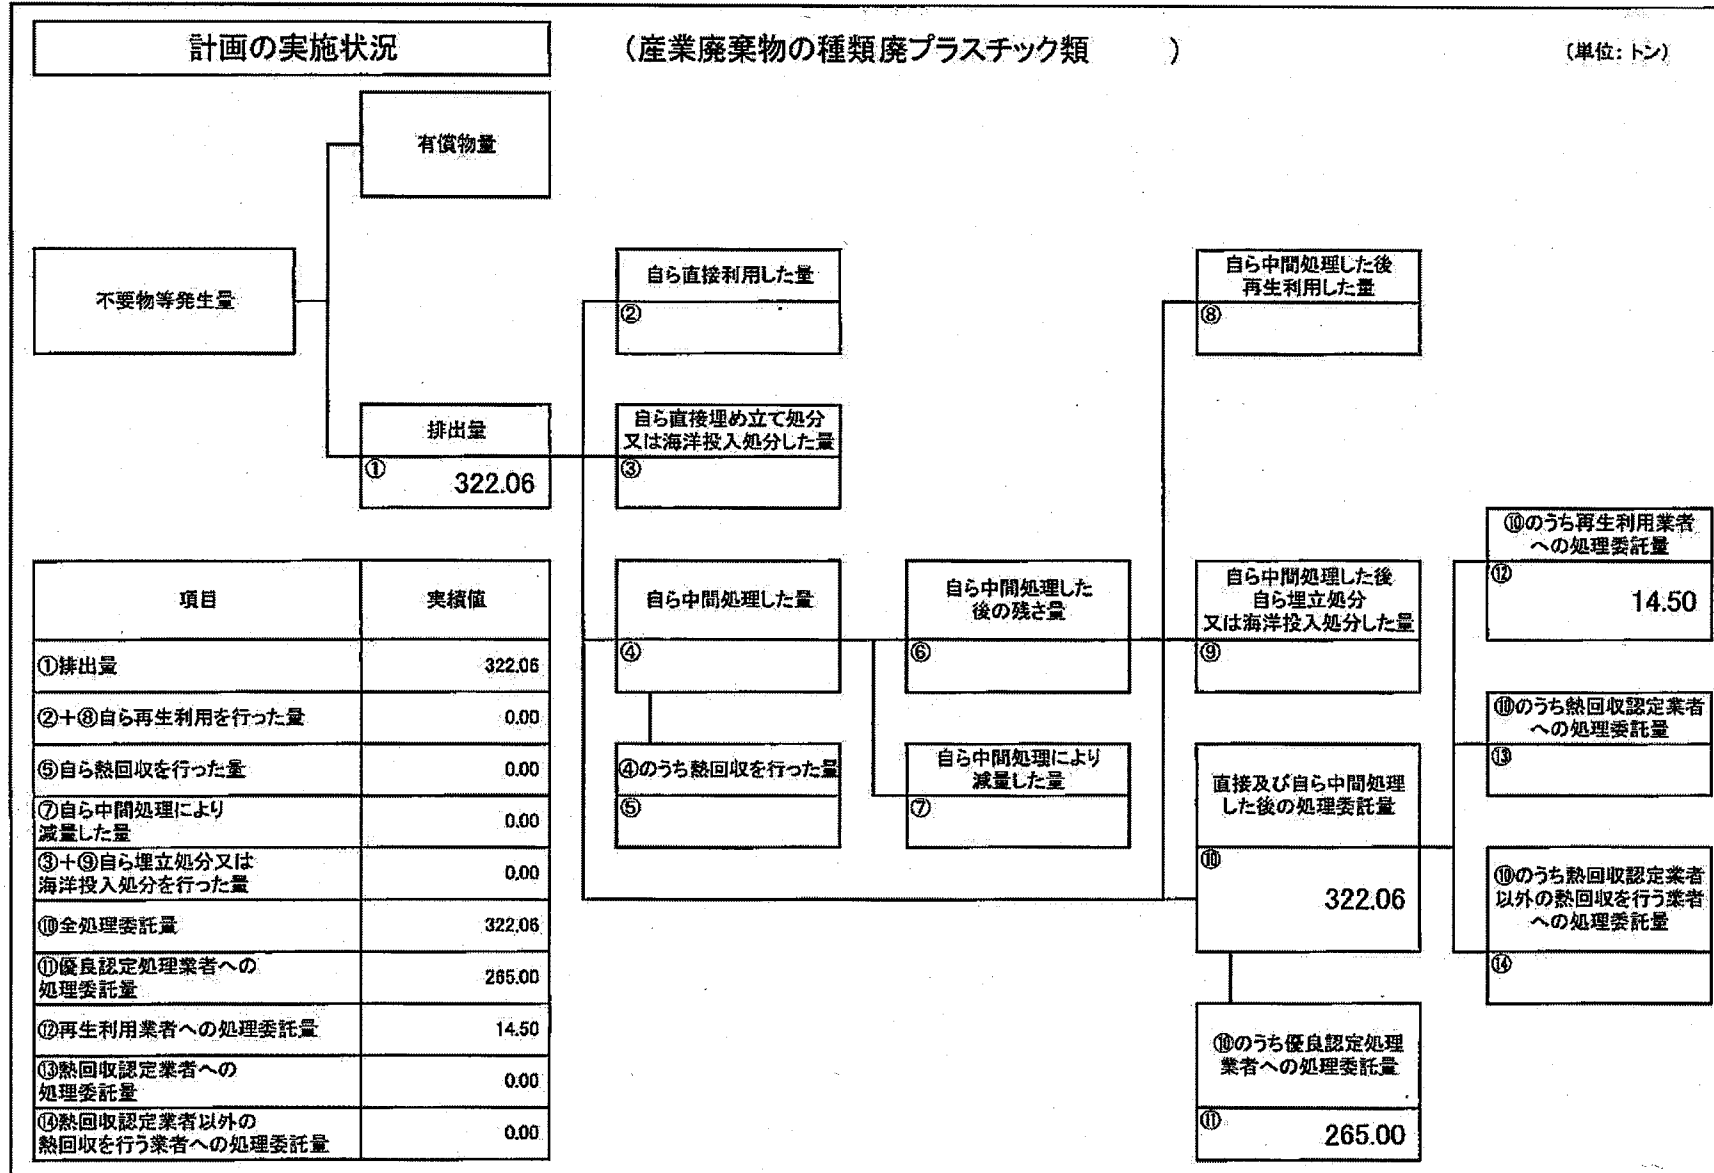 計画の実施状況
（産業廃棄物の種類廃プラスチック類　　　）
（単位：トン）
有償物量
不要物等発生量
自ら直接利用した量
②
自ら中間処理した後
再生利用した量
⑧
排出量
①
322.06
自ら直接埋め立て処分
又は海洋投入処分した量
③
自ら中間処理した量
④
自ら中間処理した
後の残さ量
⑥
自ら中間処理した後
自ら埋立処分
又は海洋投入処分した量
⑨
⑩のうち再生利用業者
への処理委託量
⑫
14.50
④のうち熱回収を行った量
⑤
自ら中間処理により
減量した量
⑦
直接及び自ら中間処理
した後の処理委託量
⑩
322.06
⑩のうち熱回収認定業者
への処理委託量
⑬
⑩のうち熱回収認定業者
以外の熱回収を行う業者
への処理委託量
⑭
⑩のうち優良認定処理
業者への処理委託量
⑪
265.00
項目 実績値
①排出量 322.06
②＋⑧自ら再生利用を行った量 0.00
⑤自ら熱回収を行った量 0.00
⑦自ら中間処理により
減量した量 0.00
③＋⑨自ら埋立処分又は
海洋投入処分を行った量 0.00
⑩全処理委託量 322.06
⑪優良認定処理業者への
処理委託量 265.00
⑫再生利用業者への処理委託量 14.50
⑬熱回収認定業者への
処理委託量 0.00
⑭熱回収認定業者以外の
熱回収を行う業者への処理委託量 0.00